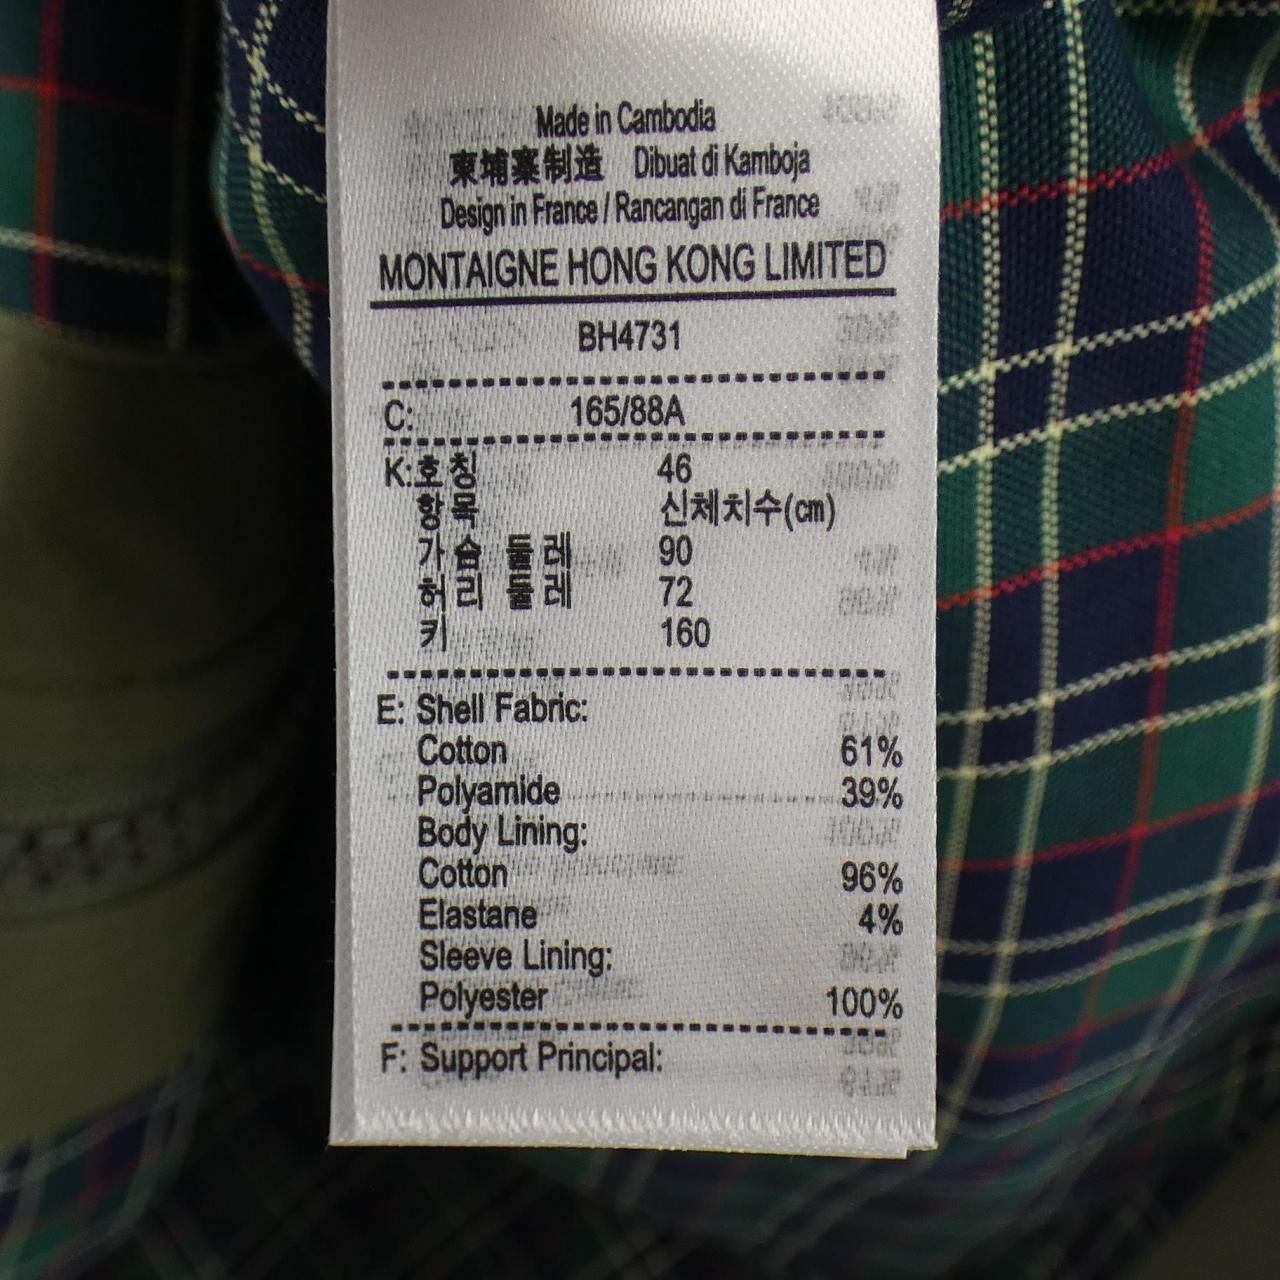 Made in Cambodia
柬埔寨制造 Dibuat di Kamboja
Design in France / Rancangan di France
MONTAIGNE HONG KONG LIMITED
BH4731
C: 165/88A
K:호칭 46
항목 신체치수(cm)
가슴 둘레 90
허리 둘레 72
키 160
E: Shell Fabric:
Cotton 61%
Polyamide 39%
Body Lining:
Cotton 96%
Elastane 4%
Sleeve Lining:
Polyester 100%
F: Support Principal: